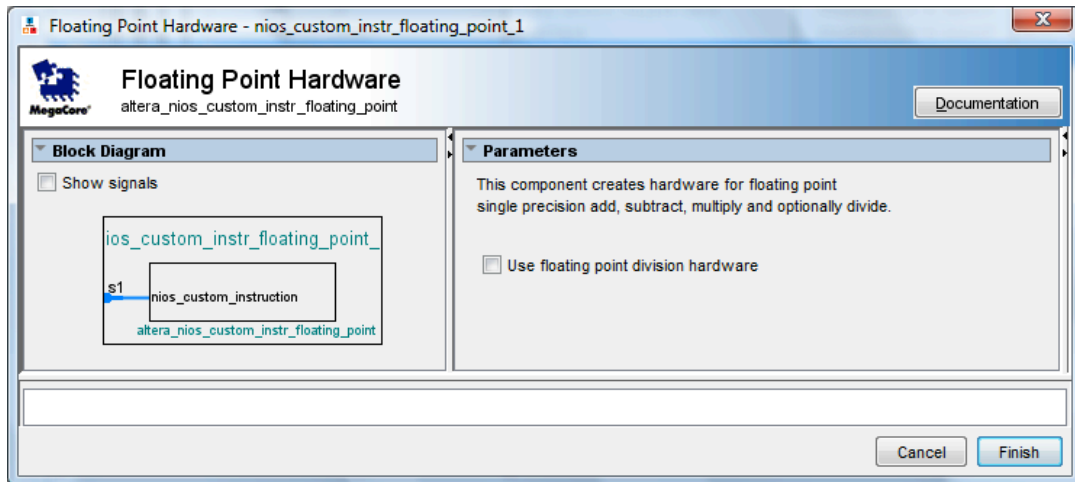 Floating Point Hardware - nios_custom_instr_floating_point_1
MegaCore®
Floating Point Hardware
altera_nios_custom_instr_floating_point
Documentation
Block Diagram
Show signals
ios_custom_instr_floating_point_
s1
nios_custom_instruction
altera_nios_custom_instr_floating_point
Parameters
This component creates hardware for floating point
single precision add, subtract, multiply and optionally divide.
Use floating point division hardware
Cancel
Finish